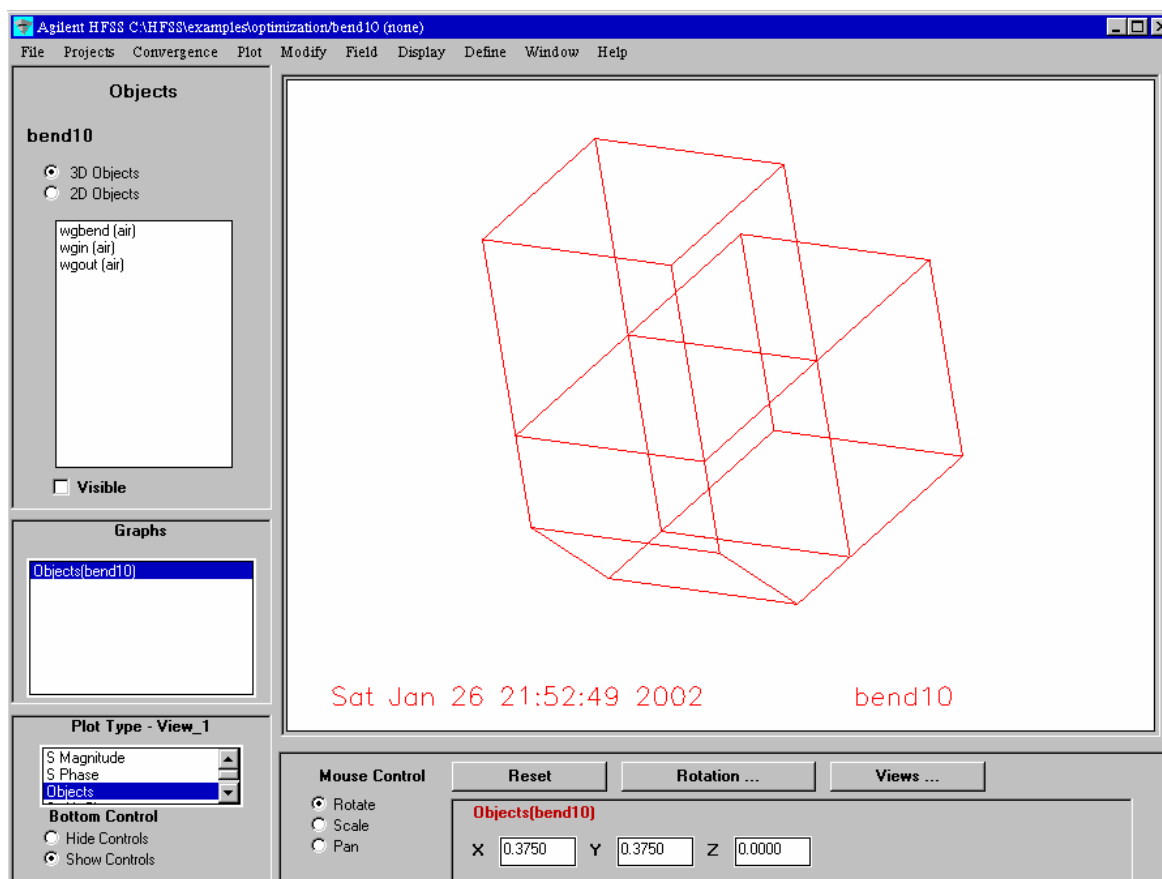 Agilent HFSS C:\HFSS\examples\optimization/bend10 (none)
File Projects Convergence Plot Modify Field Display Define Window Help
Objects
bend10
3D Objects
2D Objects
wgbend (air)
wgin (air)
wgout (air)
Visible
Graphs
Objects(bend10)
Plot Type - View_1
S Magnitude
S Phase
Objects
Bottom Control
Hide Controls
Show Controls
Sat Jan 26 21:52:49 2002 bend10
Mouse Control Reset Rotation ... Views ...
Rotate
Scale
Pan
Objects(bend10)
X 0.3750 Y 0.3750 Z 0.0000